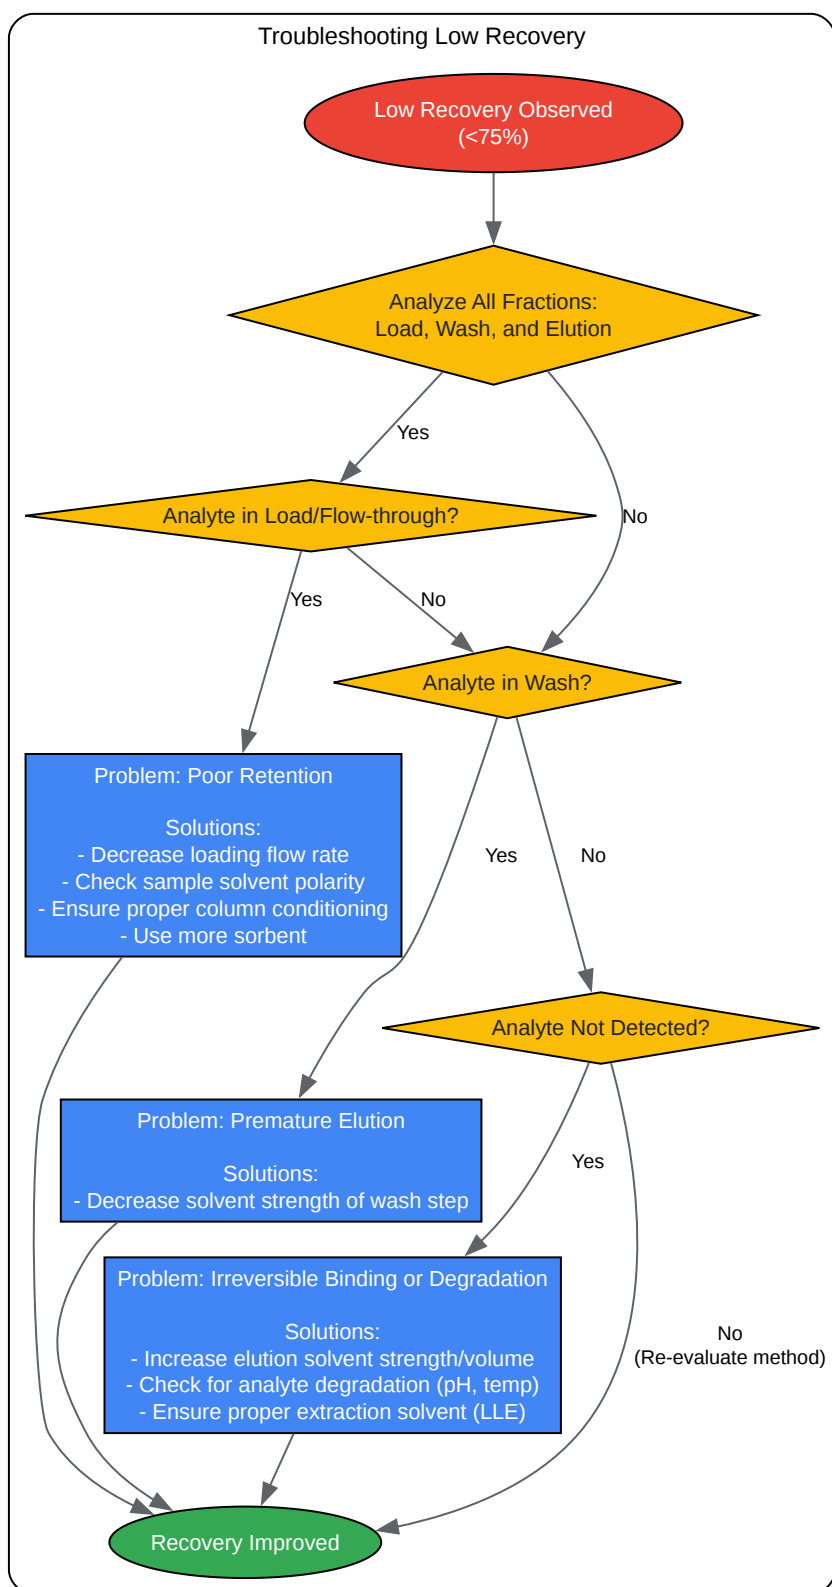 Troubleshooting Low Recovery
Low Recovery Observed
(<75%)
Analyze All Fractions:
Load, Wash, and Elution
Yes
No
Analyte in Load/Flow-through?
Yes
No
Analyte in Wash?
Problem: Poor Retention
Solutions:
- Decrease loading flow rate
- Check sample solvent polarity
- Ensure proper column conditioning
- Use more sorbent
Yes
No
Analyte Not Detected?
Problem: Premature Elution
Solutions:
- Decrease solvent strength of wash step
Yes
Problem: Irreversible Binding or Degradation
Solutions:
- Increase elution solvent strength/volume
- Check for analyte degradation (pH, temp)
- Ensure proper extraction solvent (LLE)
No
(Re-evaluate method)
Recovery Improved